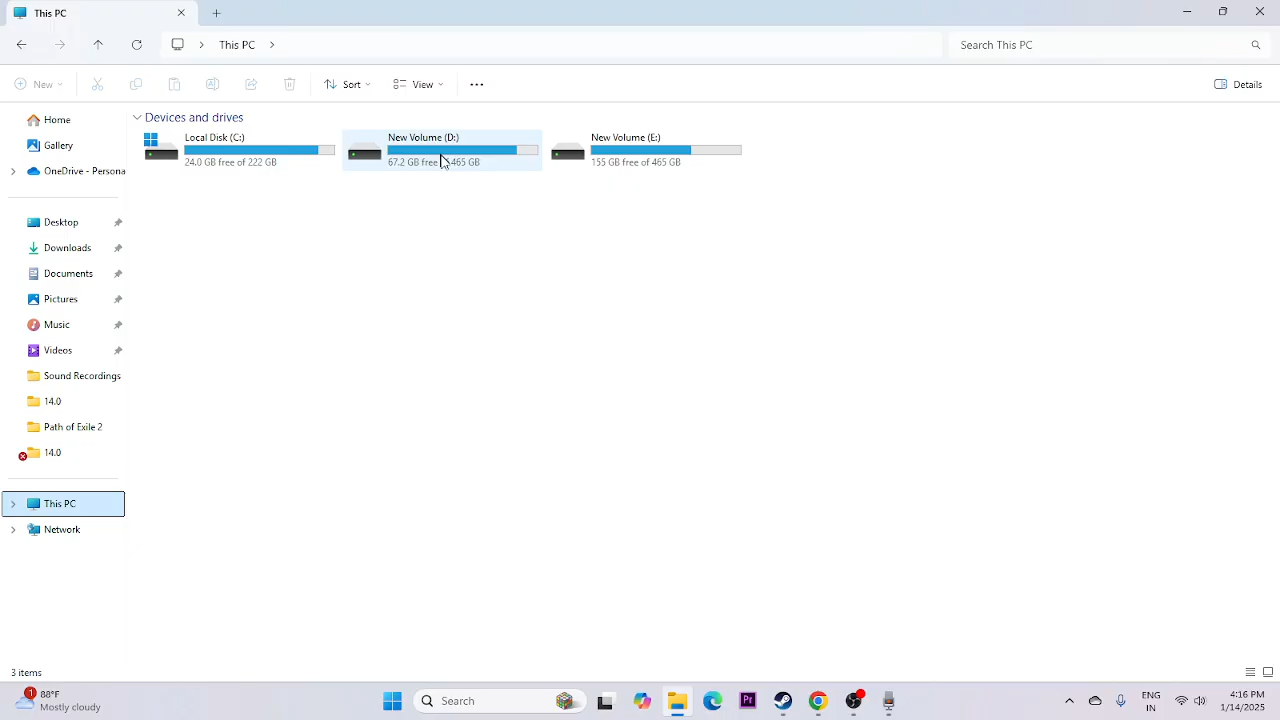 This PC
This PC
Search This PC
New
Sort
View
Details
Devices and drives
Local Disk (C:)
24.0 GB free of 222 GB
New Volume (D:)
67.2 GB free 465 GB
New Volume (E:)
155 GB free of 465 GB
Home
Gallery
OneDrive - Persona
Desktop
Downloads
Documents
Pictures
Music
Videos
Sound Recordings
14.0
Path of Exile 2
14.0
This PC
Network
3 items
1
88°F
Mostly cloudy
Search
Pr
ENG
IN
4:16 PM
1/14/2025